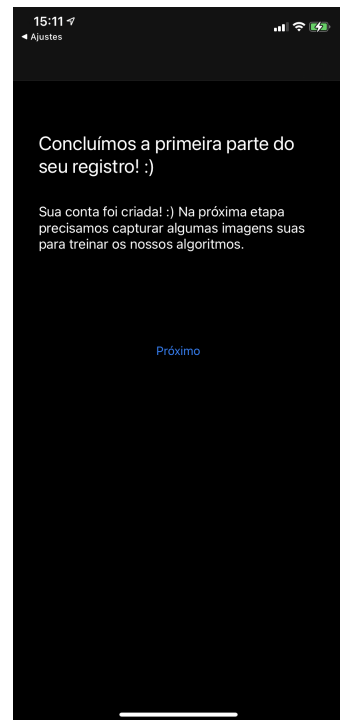 15:11
◀ Ajustes
Concluímos a primeira parte do
seu registro! :)
Sua conta foi criada! :) Na próxima etapa
precisamos capturar algumas imagens suas
para treinar os nossos algoritmos.
Próximo